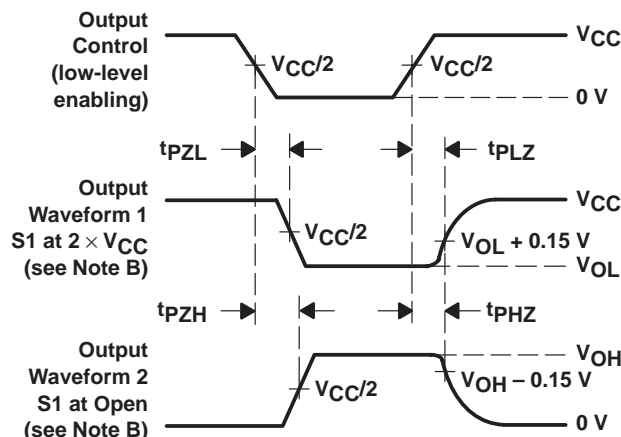 Output
Control
(low-level
enabling)
VCC
VCC/2
VCC/2
0 V
tPZL
tPLZ
Output
Waveform 1
S1 at 2 × VCC
(see Note B)
VCC
VCC/2
VOL + 0.15 V
VOL
tPZH
tPHZ
Output
Waveform 2
S1 at Open
(see Note B)
VOH
VCC/2
VOH − 0.15 V
0 V